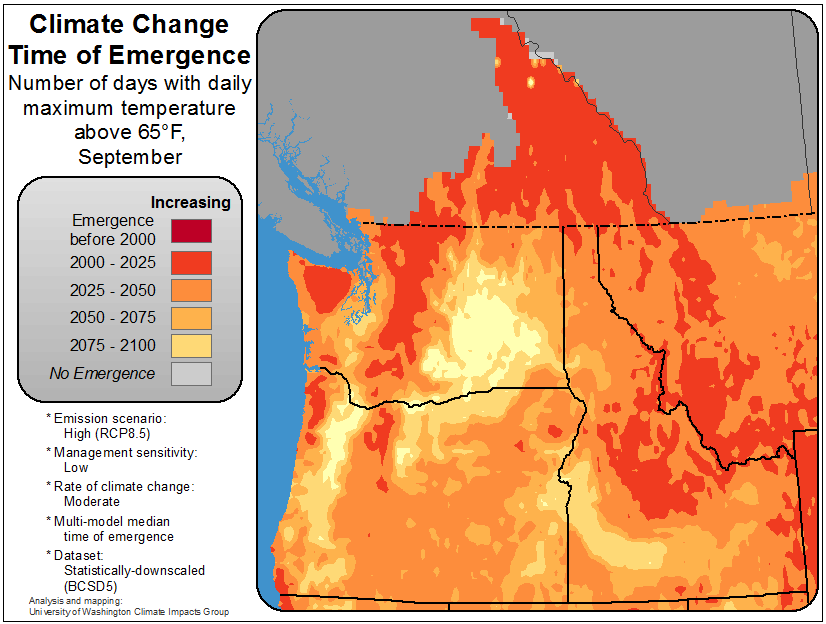 Climate Change
Time of Emergence
Number of days with daily
maximum temperature
above 65°F,
September
Increasing
Emergence
before 2000
2000 - 2025
2025 - 2050
2050 - 2075
2075 - 2100
No Emergence
* Emission scenario:
High (RCP8.5)
* Management sensitivity:
Low
* Rate of climate change:
Moderate
* Multi-model median
time of emergence
* Dataset:
Statistically-downscaled
(BCSD5)
Analysis and mapping:
University of Washington Climate Impacts Group